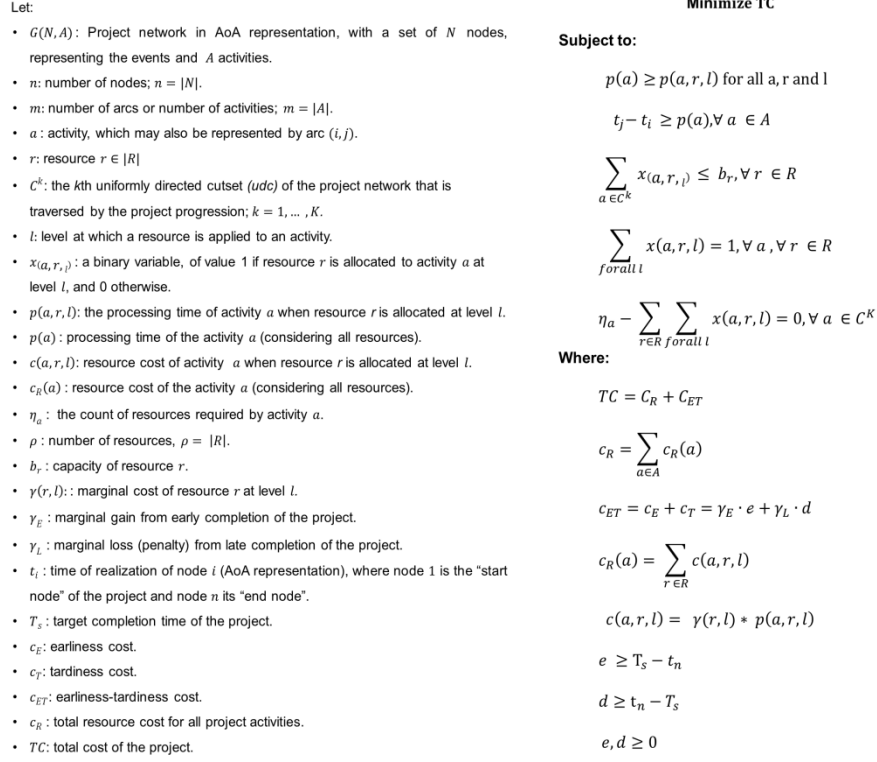 Let:
• G(N, A): Project network in AoA representation, with a set of N nodes,
representing the events and A activities.
• n: number of nodes; n = |N|.
• m: number of arcs or number of activities; m = |A|.
• a : activity, which may also be represented by arc (i, j).
• r: resource r ∈ |R|
• Cᵏ: the kth uniformly directed cutset (udc) of the project network that is
traversed by the project progression; k = 1, … , K.
• l: level at which a resource is applied to an activity.
• x(a, r, l) : a binary variable, of value 1 if resource r is allocated to activity a at
level l, and 0 otherwise.
• p(a, r, l): the processing time of activity a when resource r is allocated at level l.
• p(a) : processing time of the activity a (considering all resources).
• c(a, r, l): resource cost of activity a when resource r is allocated at level l.
• c_R(a) : resource cost of the activity a (considering all resources).
• η_a : the count of resources required by activity a.
• ρ : number of resources, ρ = |R|.
• b_r : capacity of resource r.
• γ(r, l): : marginal cost of resource r at level l.
• γ_E : marginal gain from early completion of the project.
• γ_L : marginal loss (penalty) from late completion of the project.
• t_i : time of realization of node i (AoA representation), where node 1 is the “start
node” of the project and node n its “end node”.
• T_s : target completion time of the project.
• c_E: earliness cost.
• c_T: tardiness cost.
• c_ET: earliness-tardiness cost.
• c_R : total resource cost for all project activities.
• TC: total cost of the project.
Minimize TC
Subject to:
p(a) ≥ p(a, r, l) for all a, r and l
t_j − t_i ≥ p(a), ∀ a ∈ A
∑_{a ∈ C^k} x(a, r, l) ≤ b_r, ∀ r ∈ R
∑_{forall l} x(a, r, l) = 1, ∀ a , ∀ r ∈ R
η_a − ∑_{r∈R} ∑_{forall l} x(a, r, l) = 0, ∀ a ∈ C^K
Where:
TC = C_R + C_ET
c_R = ∑_{a∈A} c_R(a)
c_ET = c_E + c_T = γ_E · e + γ_L · d
c_R(a) = ∑_{r ∈R} c(a, r, l)
c(a, r, l) = γ(r, l) ∗ p(a, r, l)
e ≥ T_s − t_n
d ≥ t_n − T_s
e, d ≥ 0